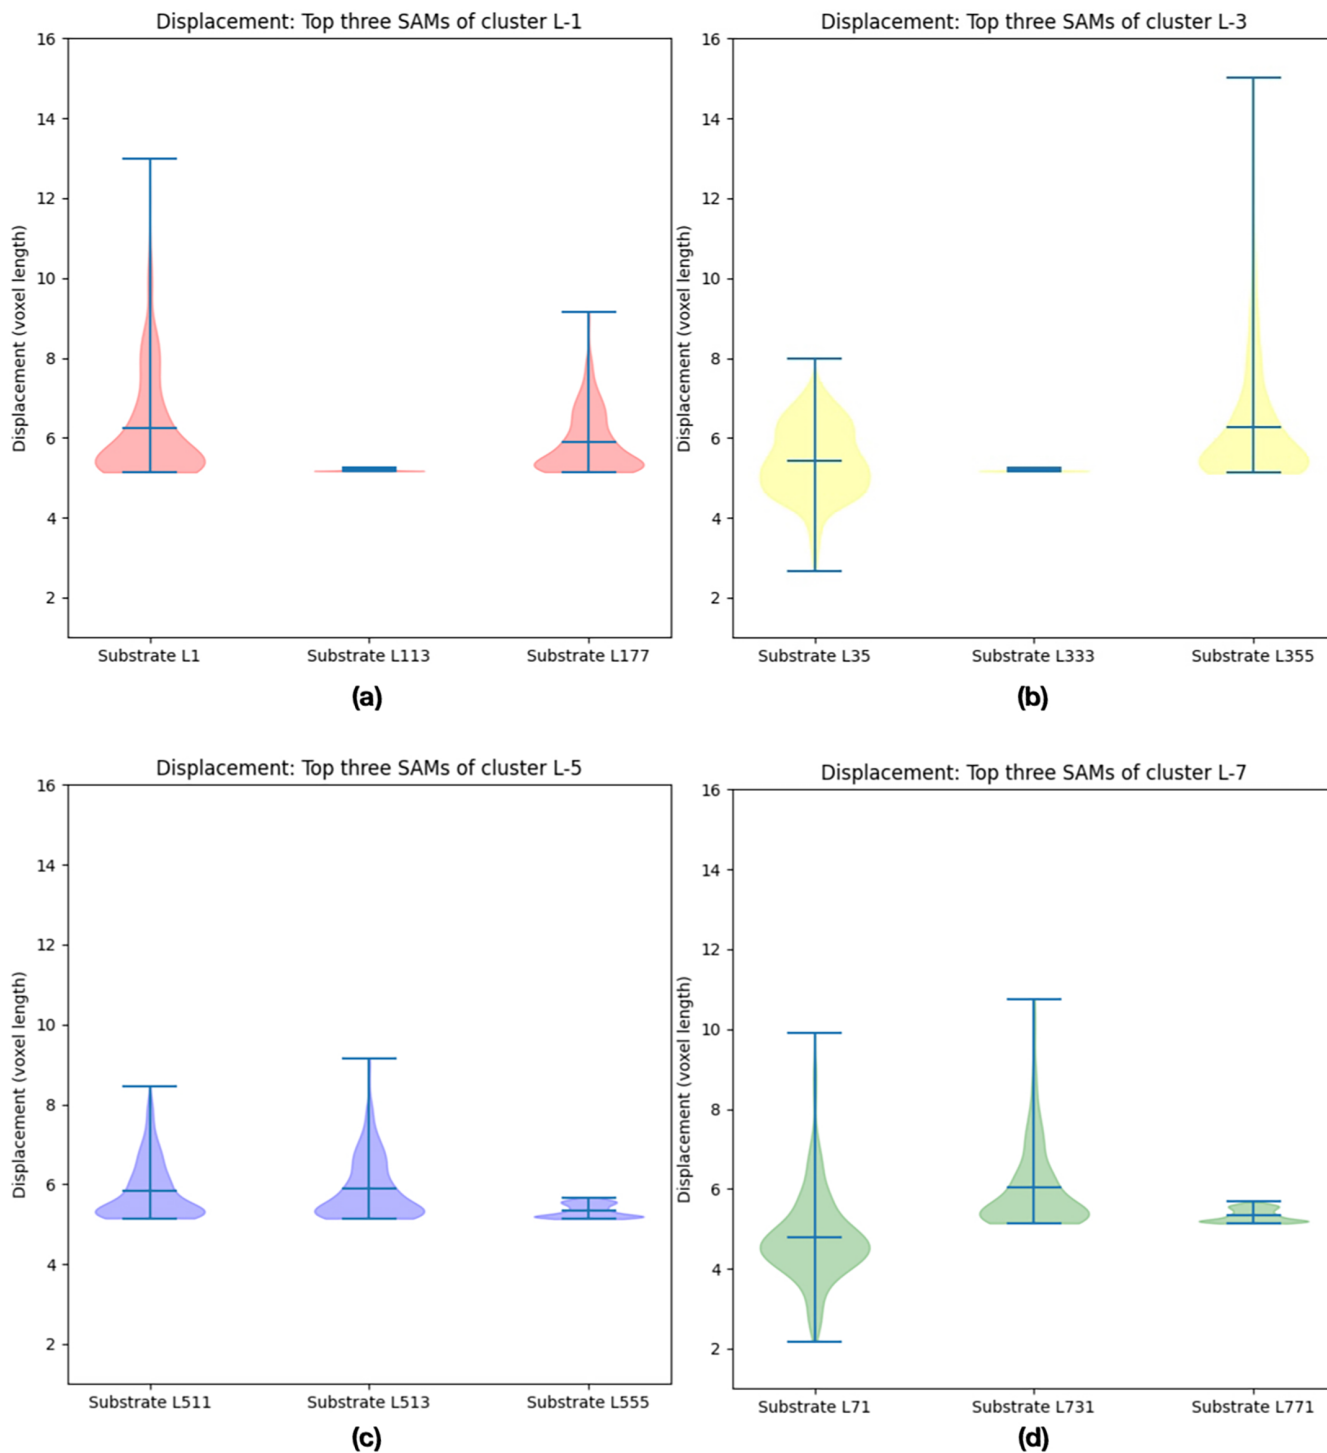 Displacement: Top three SAMs of cluster L-1
16
14
12
10
8
6
4
2
Displacement (voxel length)
Substrate L1 Substrate L113 Substrate L177
(a)
Displacement: Top three SAMs of cluster L-3
16
14
12
10
8
6
4
2
Displacement (voxel length)
Substrate L35 Substrate L333 Substrate L355
(b)
Displacement: Top three SAMs of cluster L-5
16
14
12
10
8
6
4
2
Displacement (voxel length)
Substrate L511 Substrate L513 Substrate L555
(c)
Displacement: Top three SAMs of cluster L-7
16
14
12
10
8
6
4
2
Displacement (voxel length)
Substrate L71 Substrate L731 Substrate L771
(d)